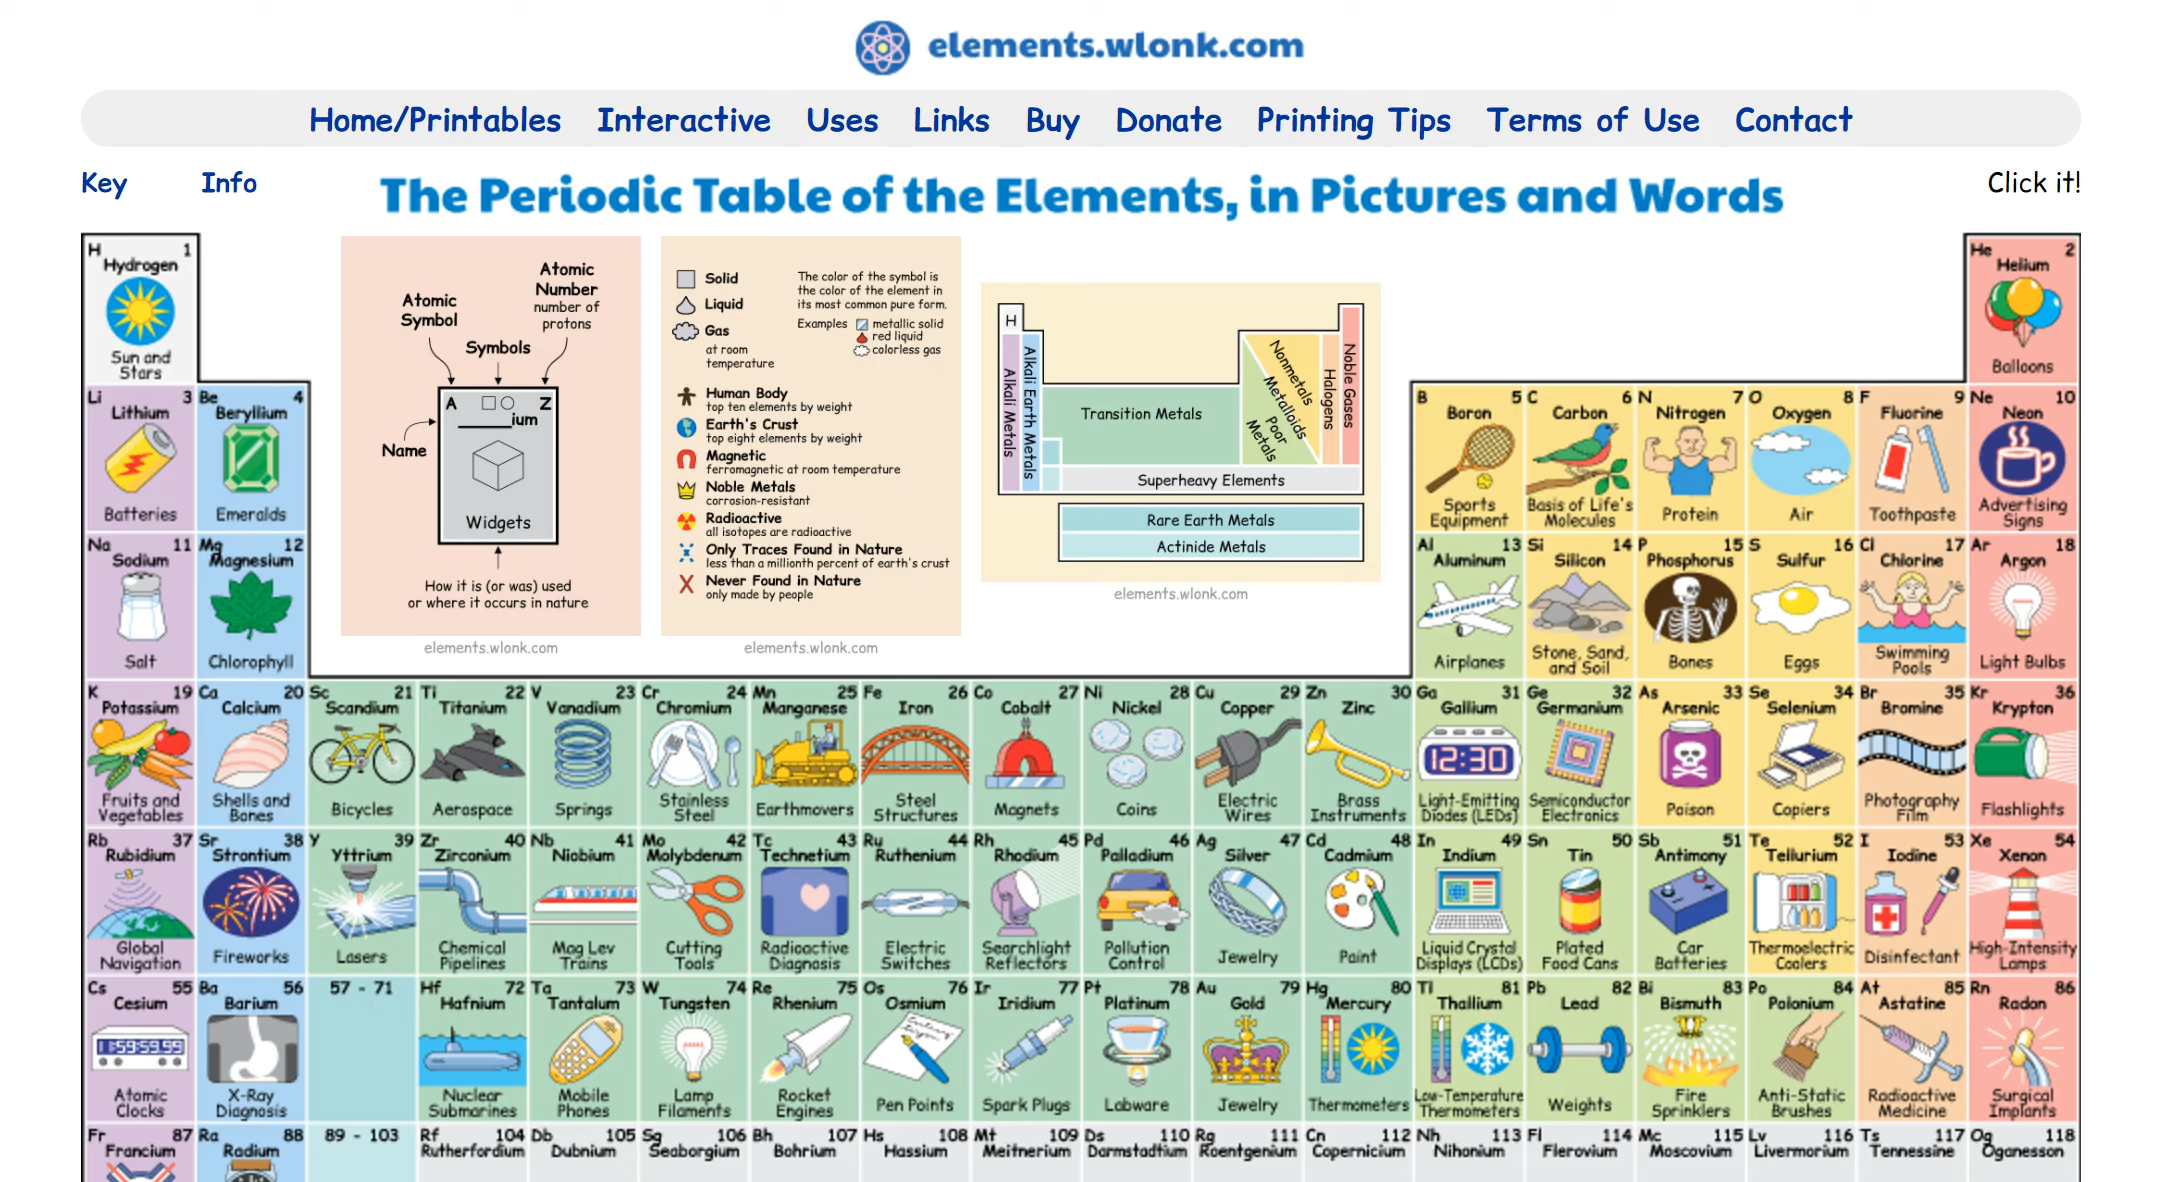 elements.wlonk.com
Home/Printables Interactive Uses Links Buy Donate Printing Tips Terms of Use Contact
Key Info
The Periodic Table of the Elements, in Pictures and Words
Click it!
Atomic Symbol
Atomic Number
number of protons
Symbols
Name
A Z
____ium
Widgets
How it is (or was) used
or where it occurs in nature
elements.wlonk.com
Solid
Liquid
Gas
at room
temperature
The color of the symbol is
the color of the element in
its most common pure form.
Examples metallic solid
red liquid
colorless gas
Human Body
top ten elements by weight
Earth's Crust
top eight elements by weight
Magnetic
ferromagnetic at room temperature
Noble Metals
corrosion-resistant
Radioactive
all isotopes are radioactive
Only Traces Found in Nature
less than a millionth percent of earth's crust
Never Found in Nature
only made by people
elements.wlonk.com
H
Alkali Metals
Alkali Earth Metals
Transition Metals
Nonmetals
Metalloids
Poor Metals
Halogens
Noble Gases
Superheavy Elements
Rare Earth Metals
Actinide Metals
elements.wlonk.com
H 1 Hydrogen Sun and Stars
He 2 Helium Balloons
Li 3 Lithium Batteries
Be 4 Beryllium Emeralds
B 5 Boron Sports Equipment
C 6 Carbon Basis of Life's Molecules
N 7 Nitrogen Protein
O 8 Oxygen Air
F 9 Fluorine Toothpaste
Ne 10 Neon Advertising Signs
Na 11 Sodium Salt
Mg 12 Magnesium Chlorophyll
Al 13 Aluminum Airplanes
Si 14 Silicon Stone, Sand, and Soil
P 15 Phosphorus Bones
S 16 Sulfur Eggs
Cl 17 Chlorine Swimming Pools
Ar 18 Argon Light Bulbs
K 19 Potassium Fruits and Vegetables
Ca 20 Calcium Shells and Bones
Sc 21 Scandium Bicycles
Ti 22 Titanium Aerospace
V 23 Vanadium Springs
Cr 24 Chromium Stainless Steel
Mn 25 Manganese Earthmovers
Fe 26 Iron Steel Structures
Co 27 Cobalt Magnets
Ni 28 Nickel Coins
Cu 29 Copper Electric Wires
Zn 30 Zinc Brass Instruments
Ga 31 Gallium 12:30 Light-Emitting Diodes (LEDs)
Ge 32 Germanium Semiconductor Electronics
As 33 Arsenic Poison
Se 34 Selenium Copiers
Br 35 Bromine Photography Film
Kr 36 Krypton Flashlights
Rb 37 Rubidium Global Navigation
Sr 38 Strontium Fireworks
Y 39 Yttrium Lasers
Zr 40 Zirconium Chemical Pipelines
Nb 41 Niobium Mag Lev Trains
Mo 42 Molybdenum Cutting Tools
Tc 43 Technetium Radioactive Diagnosis
Ru 44 Ruthenium Electric Switches
Rh 45 Rhodium Searchlight Reflectors
Pd 46 Palladium Pollution Control
Ag 47 Silver Jewelry
Cd 48 Cadmium Paint
In 49 Indium Liquid Crystal Displays (LCDs)
Sn 50 Tin Plated Food Cans
Sb 51 Antimony Car Batteries
Te 52 Tellurium Thermoelectric Coolers
I 53 Iodine Disinfectant
Xe 54 Xenon High-Intensity Lamps
Cs 55 Cesium 11:59:59.99 Atomic Clocks
Ba 56 Barium X-Ray Diagnosis
57 - 71
Hf 72 Hafnium Nuclear Submarines
Ta 73 Tantalum Mobile Phones
W 74 Tungsten Lamp Filaments
Re 75 Rhenium Rocket Engines
Os 76 Osmium Pen Points
Ir 77 Iridium Spark Plugs
Pt 78 Platinum Labware
Au 79 Gold Jewelry
Hg 80 Mercury Thermometers
Tl 81 Thallium Low-Temperature Thermometers
Pb 82 Lead Weights
Bi 83 Bismuth Fire Sprinklers
Po 84 Polonium Anti-Static Brushes
At 85 Astatine Radioactive Medicine
Rn 86 Radon Surgical Implants
Fr 87 Francium
Ra 88 Radium
89 - 103
Rf 104 Rutherfordium
Db 105 Dubnium
Sg 106 Seaborgium
Bh 107 Bohrium
Hs 108 Hassium
Mt 109 Meitnerium
Ds 110 Darmstadtium
Rg 111 Roentgenium
Cn 112 Copernicium
Nh 113 Nihonium
Fl 114 Flerovium
Mc 115 Moscovium
Lv 116 Livermorium
Ts 117 Tennessine
Og 118 Oganesson